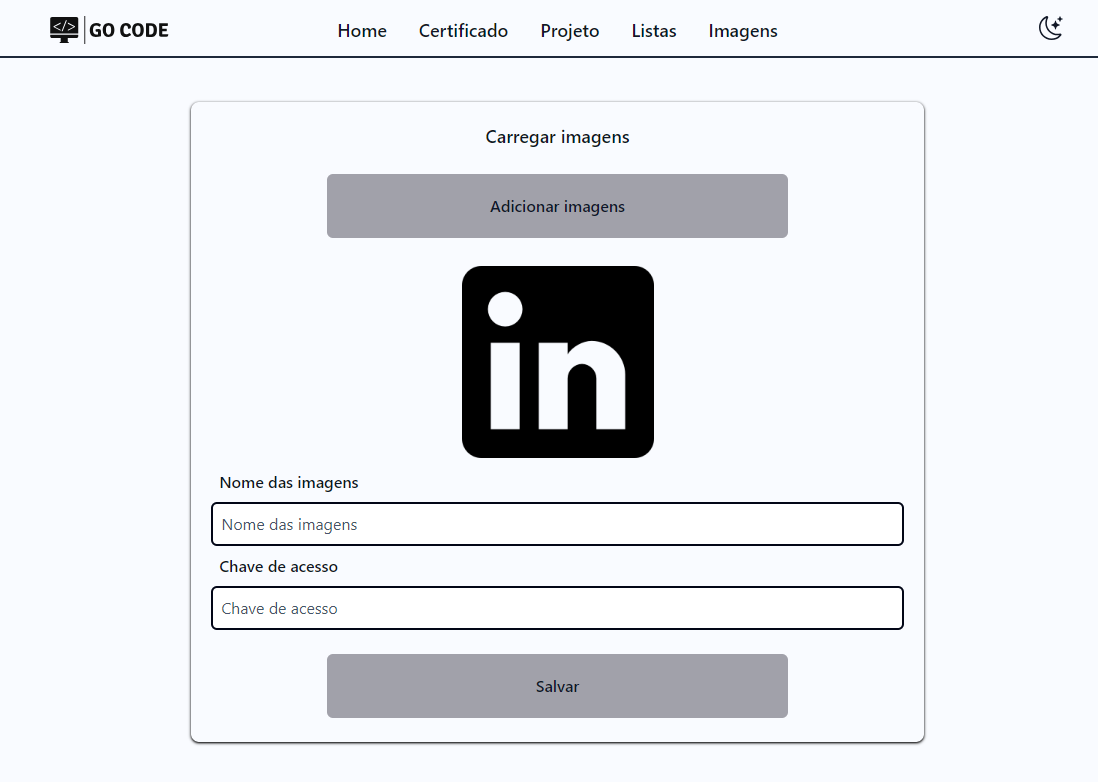 </> GO CODE
Home Certificado Projeto Listas Imagens
Carregar imagens
Adicionar imagens
in
Nome das imagens
Nome das imagens
Chave de acesso
Chave de acesso
Salvar